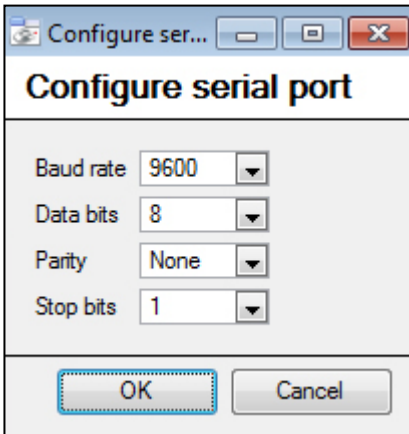 Configure ser...
Configure serial port
Baud rate 9600
Data bits 8
Parity None
Stop bits 1
OK Cancel